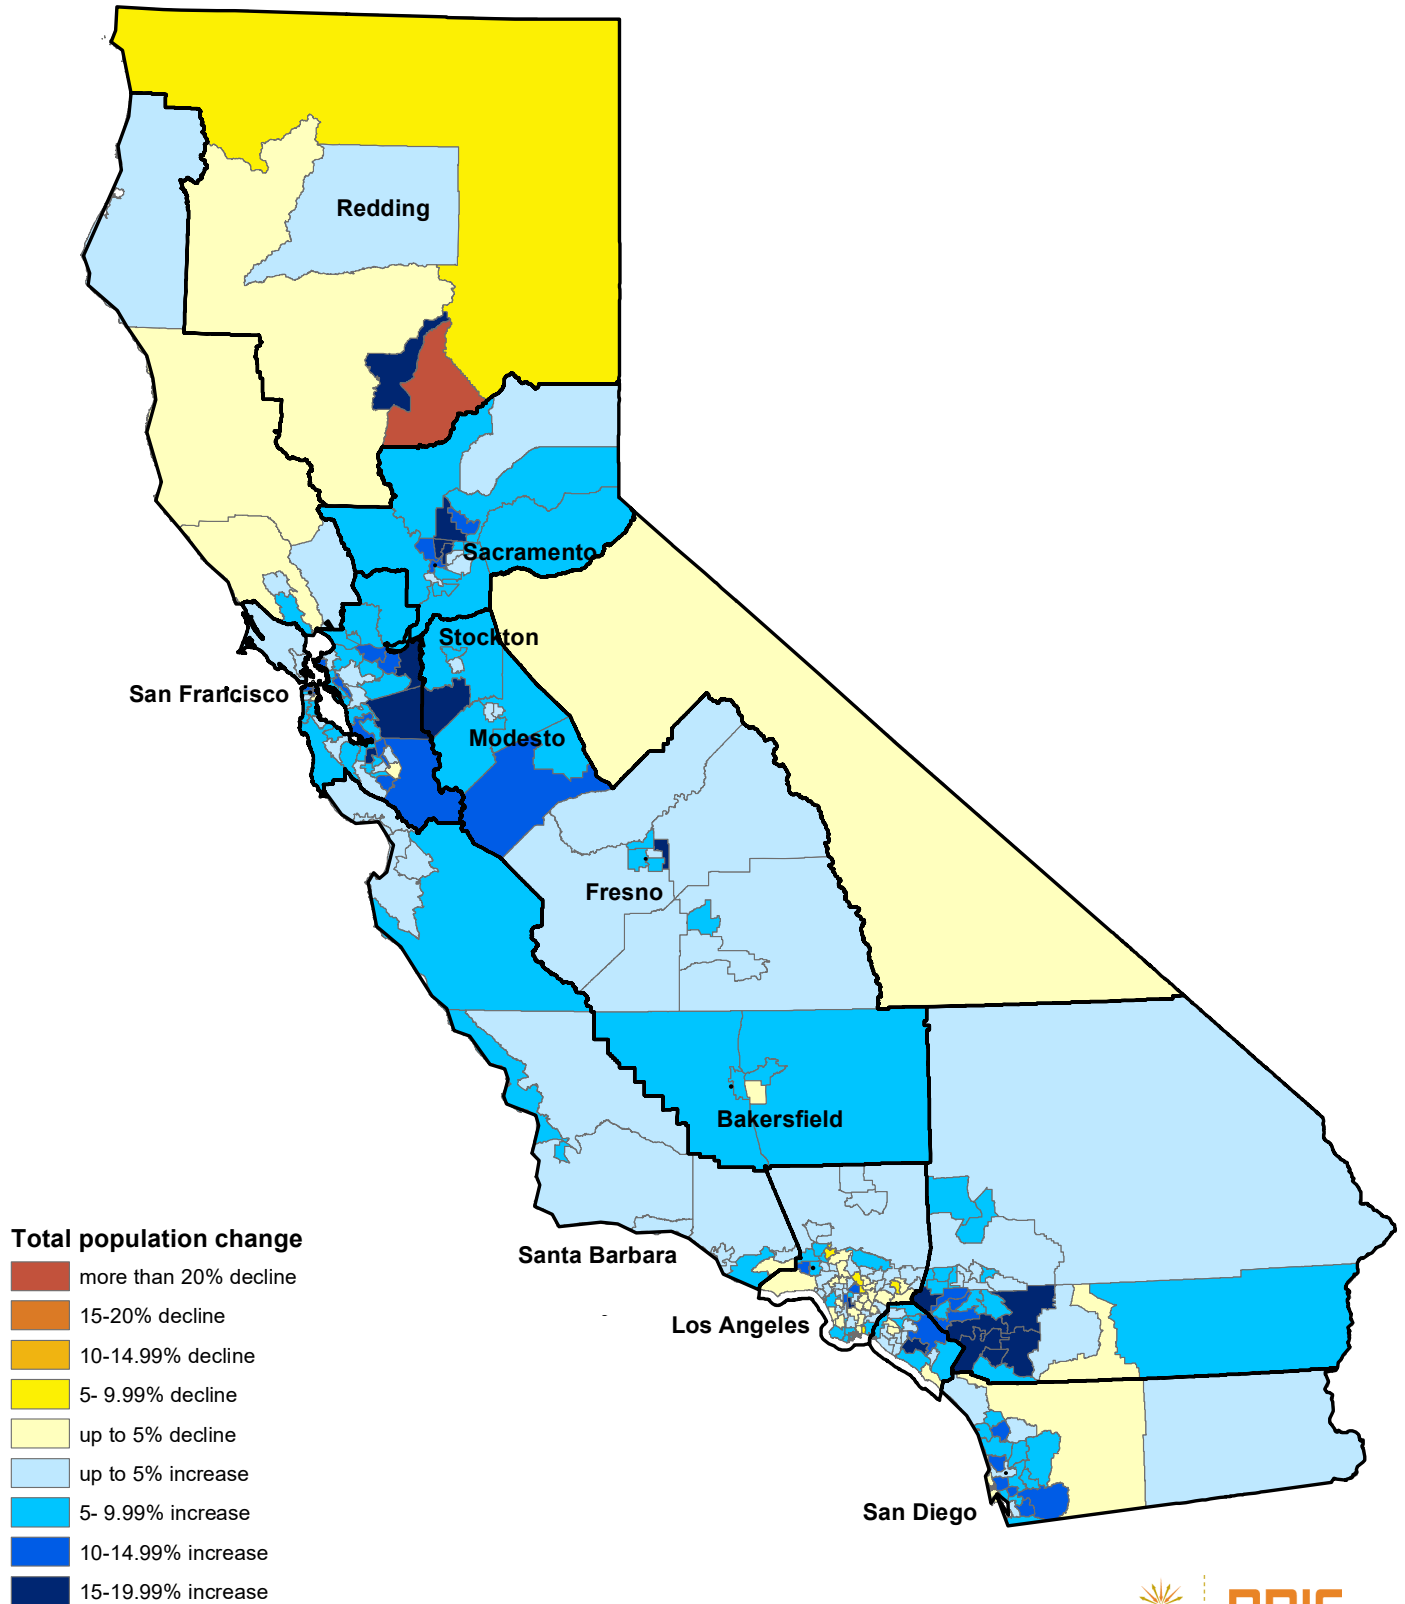 Redding
Sacramento
Stockton
San Francisco
Modesto
Fresno
Bakersfield
Santa Barbara
Los Angeles
San Diego
Total population change
more than 20% decline
15-20% decline
10-14.99% decline
5- 9.99% decline
up to 5% decline
up to 5% increase
5- 9.99% increase
10-14.99% increase
15-19.99% increase